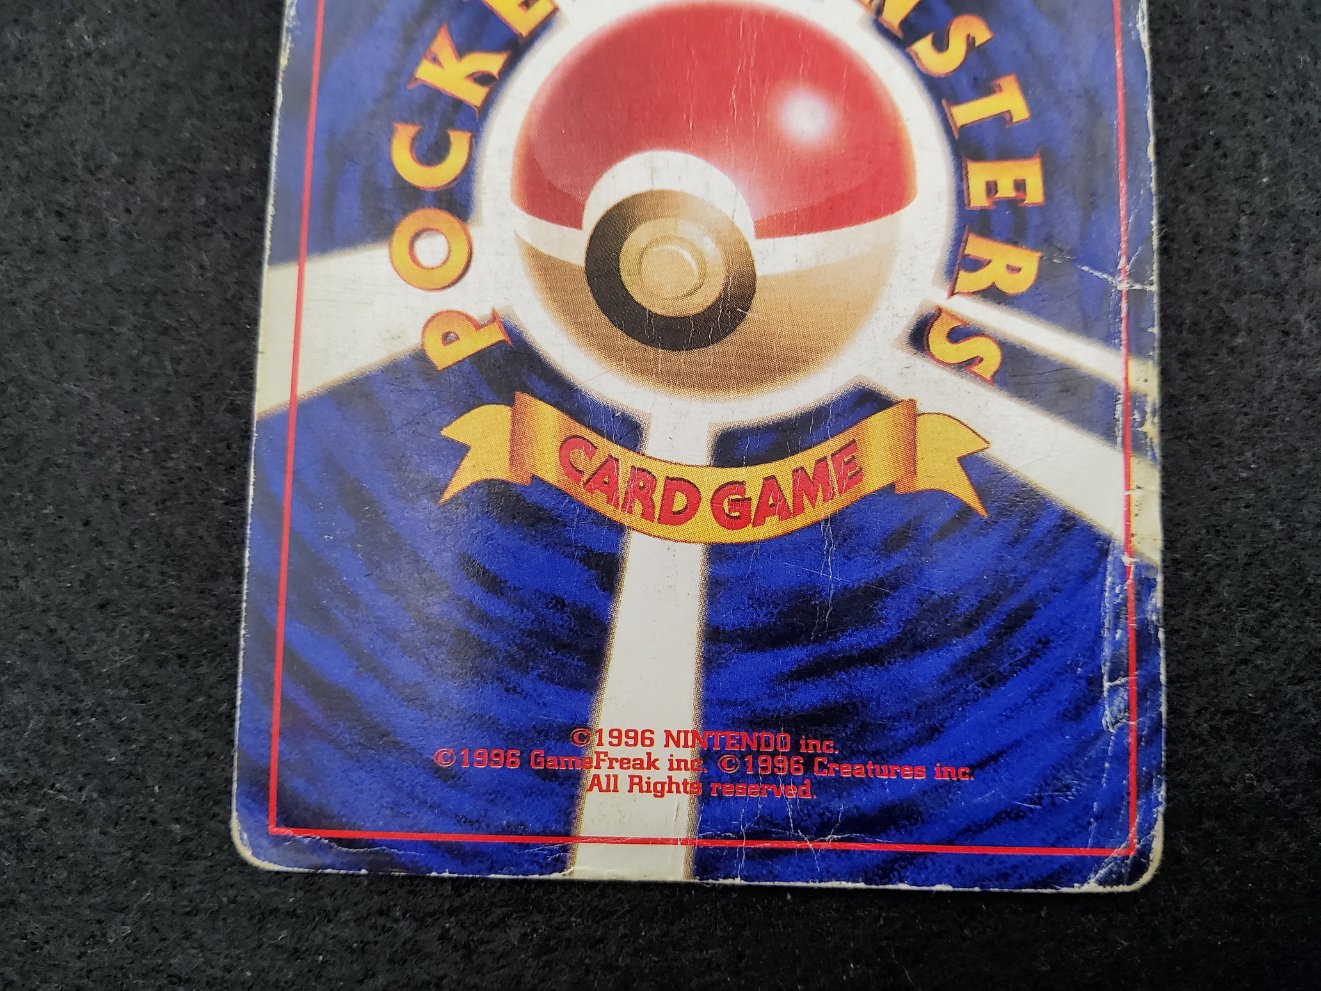 POCKE NSTERS
CARD GAME
©1996 NINTENDO inc.
©1996 GameFreak inc. ©1996 Creatures inc.
All Rights reserved.